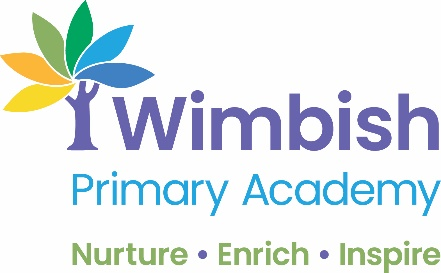 Wimbish
Primary Academy
Nurture • Enrich • Inspire